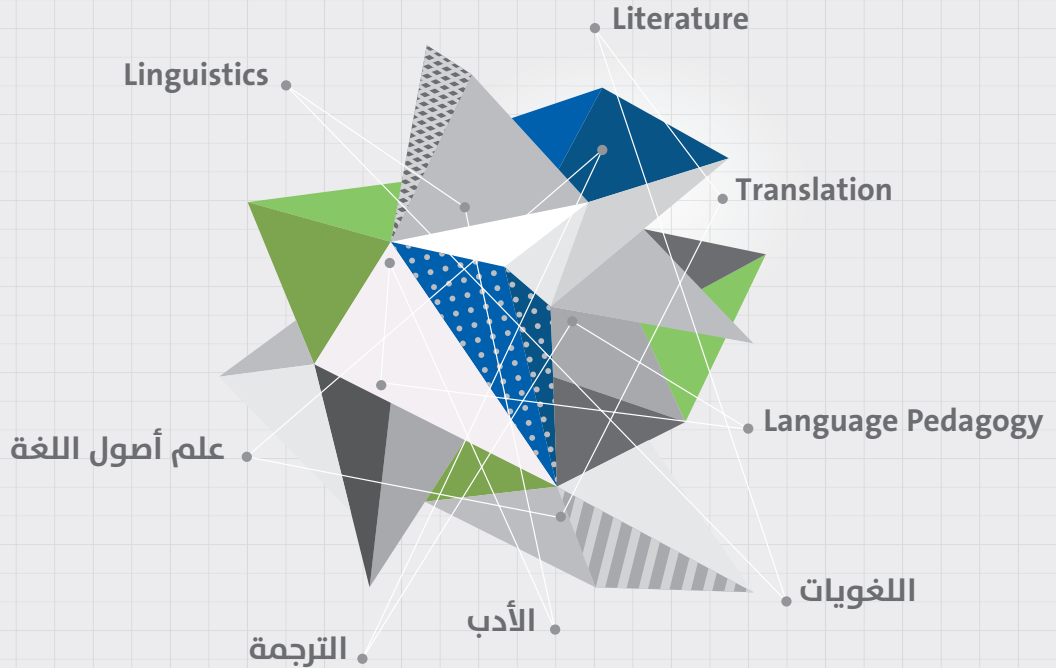 Literature
Linguistics
Translation
Language Pedagogy
علم أصول اللغة
اللغويات
الأدب
الترجمة